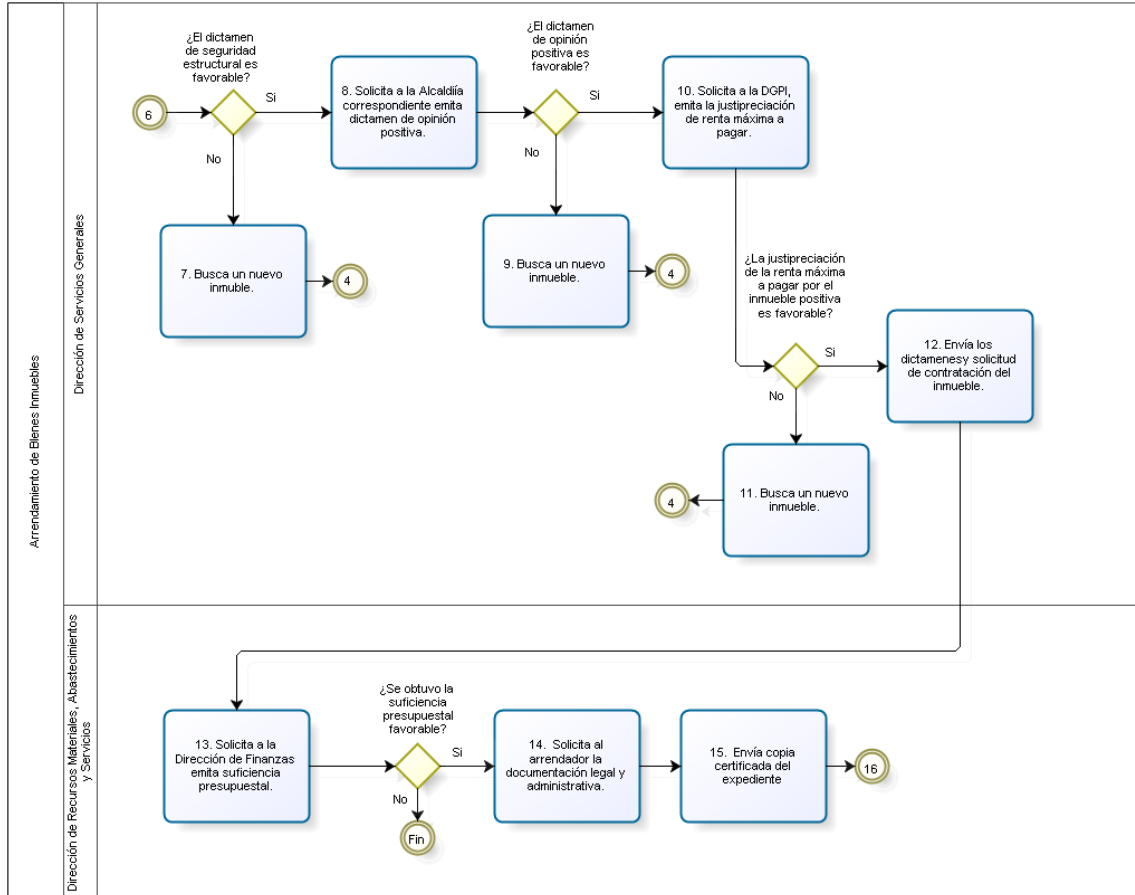 Arrendamiento de BIenes Inmuebles
Dirección de Servicios Generales
¿El dictamen
de seguridad
estructural es
favorable?
6
Si
No
8. Solicita a la Alcaldía
correspondiente emita
dictamen de opinión
positiva.
¿El dictamen
de opinión
positiva es
favorable?
Si
No
10. Solicita a la DGPI,
emita la justipreciación
de renta máxima a
pagar.
7. Busca un nuevo
inmuble.
4
9. Busca un nuevo
inmueble.
4
¿La justipreciación
de la renta máxima
a pagar por el
inmueble positiva
es favorable?
Si
No
12. Envía los
dictamenesy solicitud
de contratación del
inmueble.
11. Busca un nuevo
inmueble.
4
Dirección de Recursos Materiales, Abastecimientos
y Servicios
13. Solicita a la
Dirección de Finanzas
emita suficiencia
presupuestal.
¿Se obtuvo la
suficiencia
presupuestal
favorable?
Si
No
Fin
14. Solicita al
arrendador la
documentación legal y
administrativa.
15. Envía copia
certificada del
expediente
16